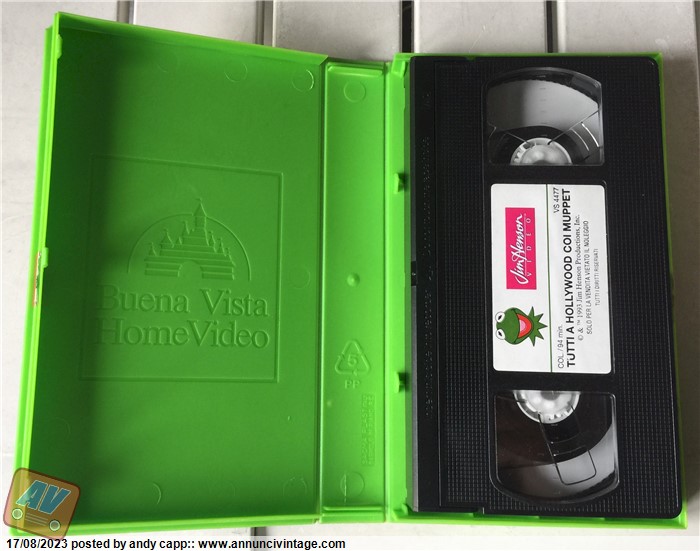 Buena Vista
Home Video
5
PP
Jim Henson
VIDEO
VS 4477
COL./94 min.
TUTTI A HOLLYWOOD COI MUPPET
© & ™ 1993 Jim Henson Productions, Inc.
SOLO PER LA VENDITA VIETATO IL NOLEGGIO
TUTTI I DIRITTI RISERVATI
AV
17/08/2023 posted by andy capp:: www.annuncivintage.com